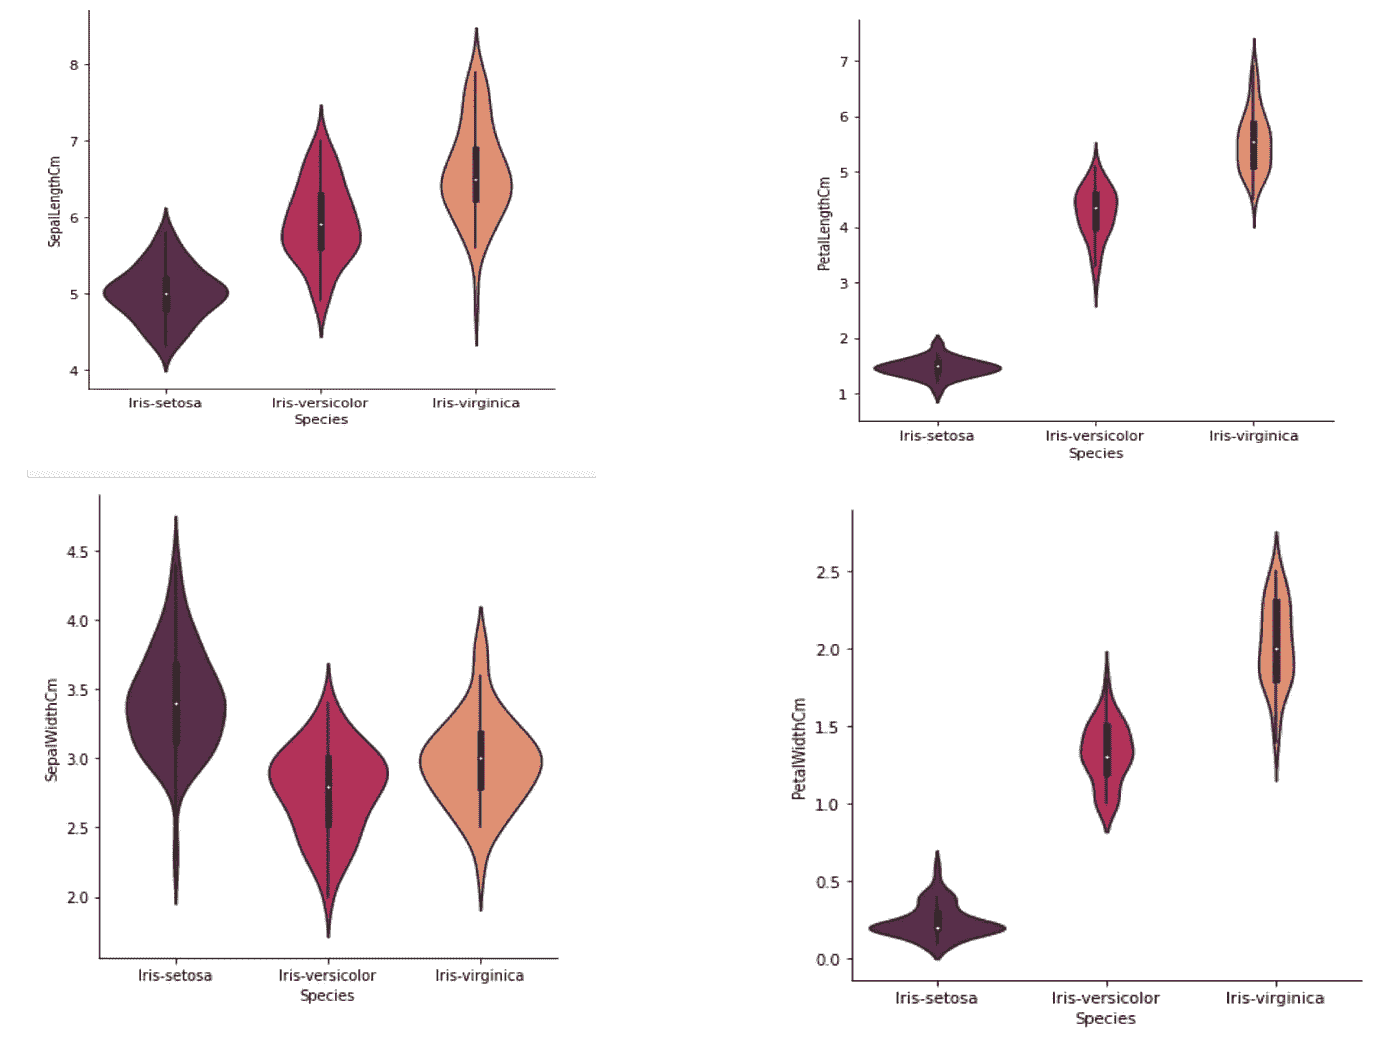 8
7
6
5
4
SepalLengthCm
Iris-setosa Iris-versicolor Iris-virginica
Species
7
6
5
4
3
2
1
PetalLengthCm
Iris-setosa Iris-versicolor Iris-virginica
Species
4.5
4.0
3.5
3.0
2.5
2.0
SepalWidthCm
Iris-setosa Iris-versicolor Iris-virginica
Species
2.5
2.0
1.5
1.0
0.5
0.0
PetalWidthCm
Iris-setosa Iris-versicolor Iris-virginica
Species